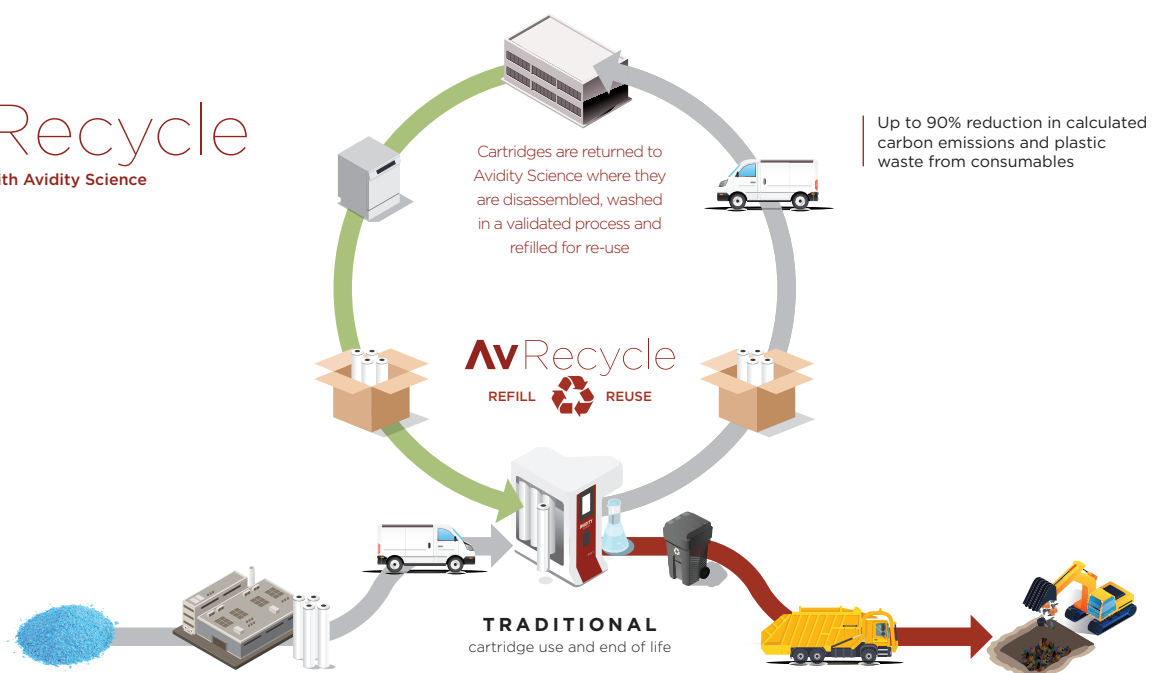 Recycle
ith Avidity Science
Up to 90% reduction in calculated
carbon emissions and plastic
waste from consumables
Cartridges are returned to
Avidity Science where they
are disassembled, washed
in a validated process and
refilled for re-use
AvRecycle
REFILL REUSE
TRADITIONAL
cartridge use and end of life